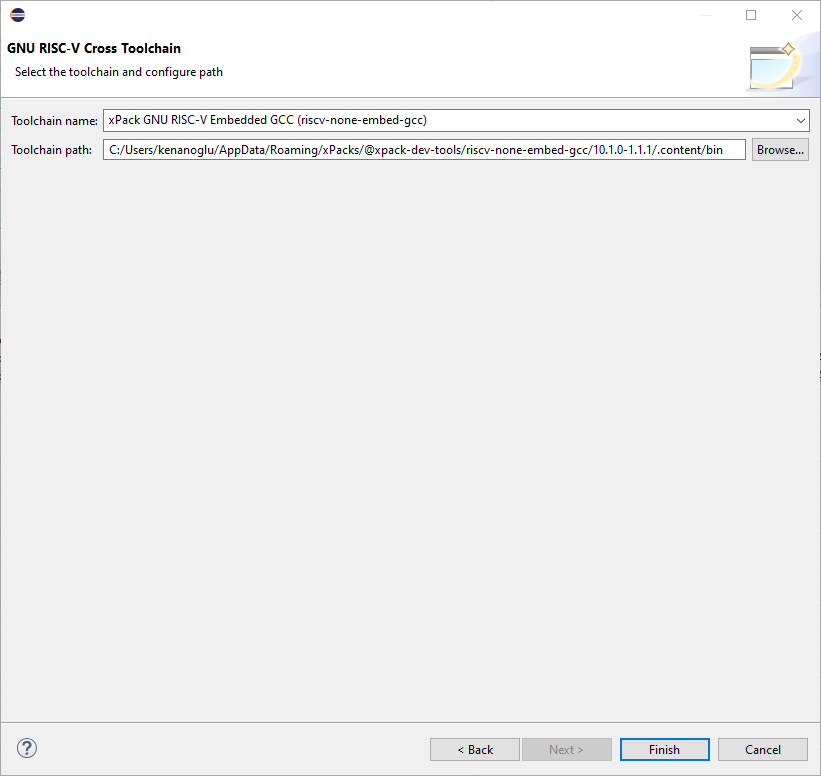 GNU RISC-V Cross Toolchain
Select the toolchain and configure path
Toolchain name: xPack GNU RISC-V Embedded GCC (riscv-none-embed-gcc)
Toolchain path: C:/Users/kenanoglu/AppData/Roaming/xPacks/@xpack-dev-tools/riscv-none-embed-gcc/10.1.0-1.1.1/.content/bin Browse...
? < Back Next > Finish Cancel